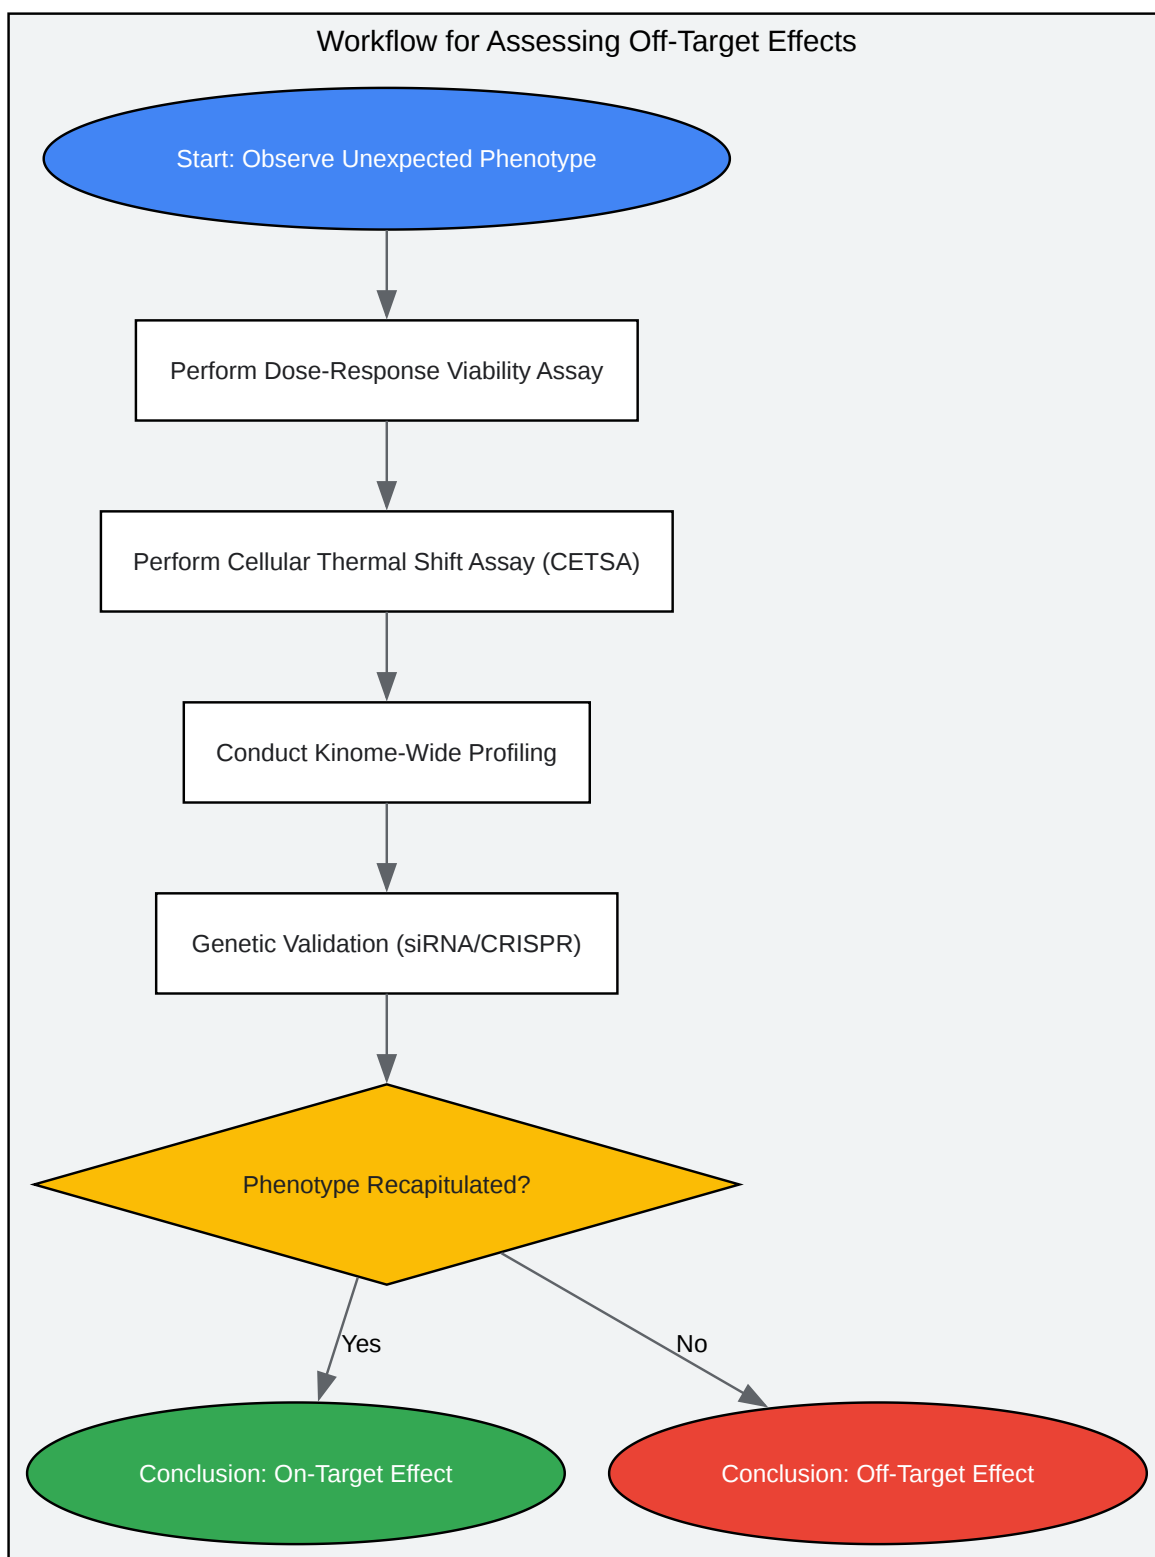 Workflow for Assessing Off-Target Effects
Start: Observe Unexpected Phenotype
Perform Dose-Response Viability Assay
Perform Cellular Thermal Shift Assay (CETSA)
Conduct Kinome-Wide Profiling
Genetic Validation (siRNA/CRISPR)
Phenotype Recapitulated?
Yes
No
Conclusion: On-Target Effect
Conclusion: Off-Target Effect